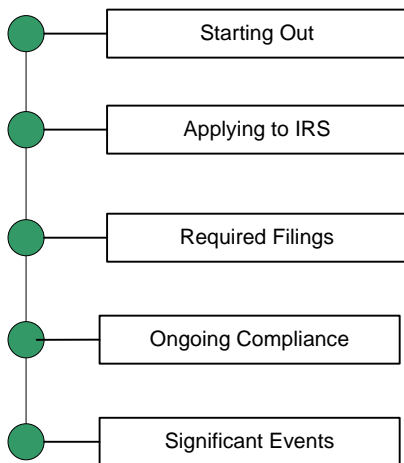 Starting Out
Applying to IRS
Required Filings
Ongoing Compliance
Significant Events